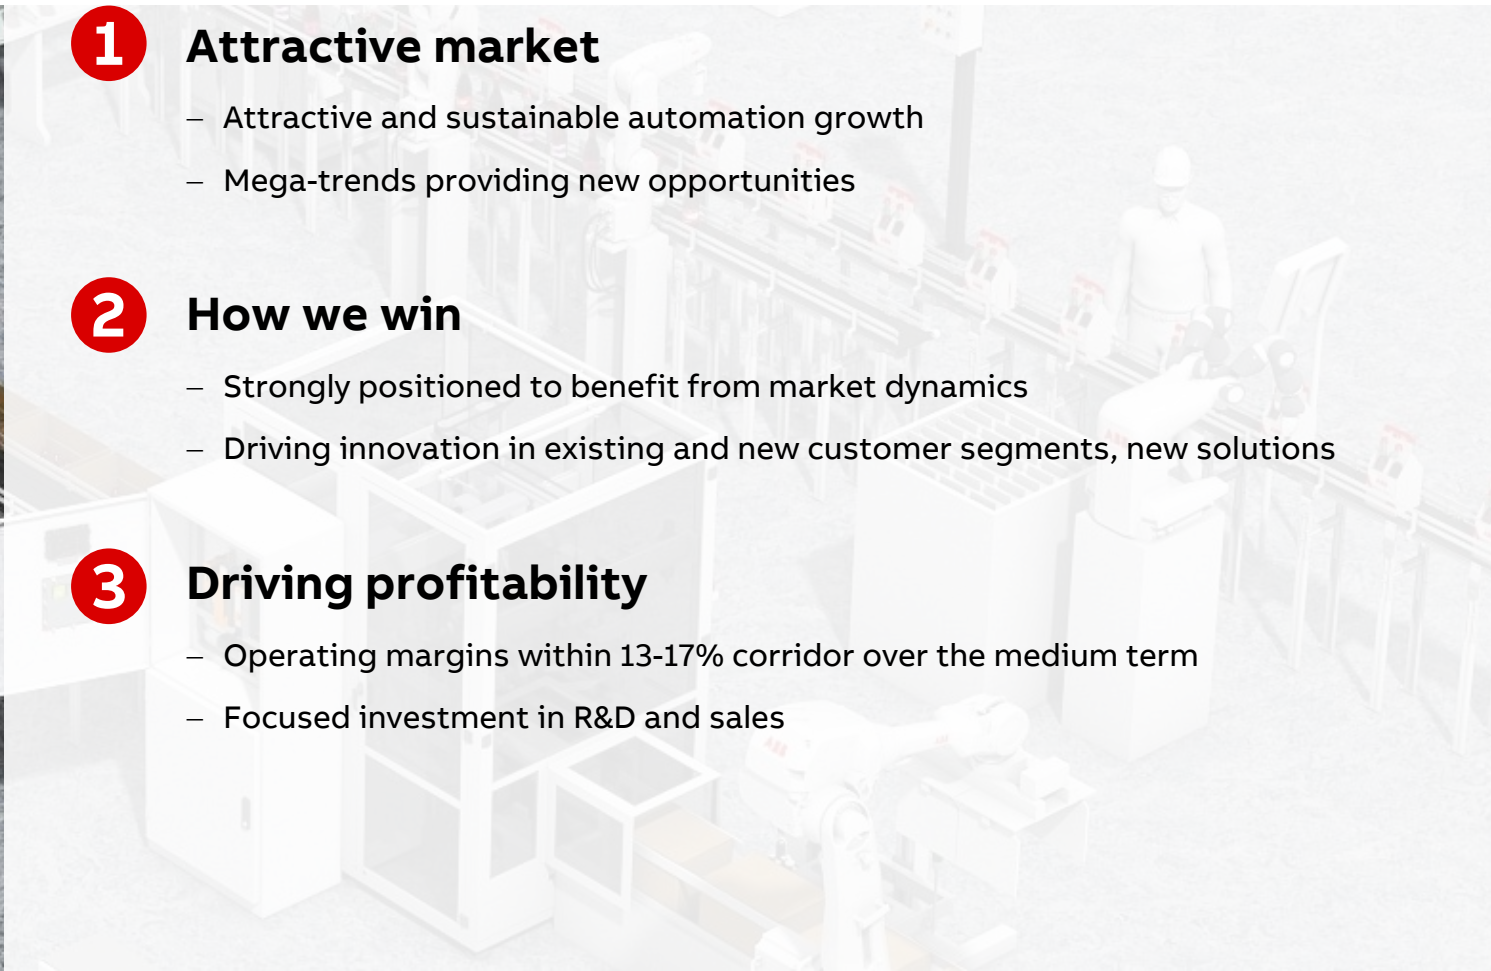 1 Attractive market
– Attractive and sustainable automation growth
– Mega-trends providing new opportunities
2 How we win
– Strongly positioned to benefit from market dynamics
– Driving innovation in existing and new customer segments, new solutions
3 Driving profitability
– Operating margins within 13-17% corridor over the medium term
– Focused investment in R&D and sales
ABB